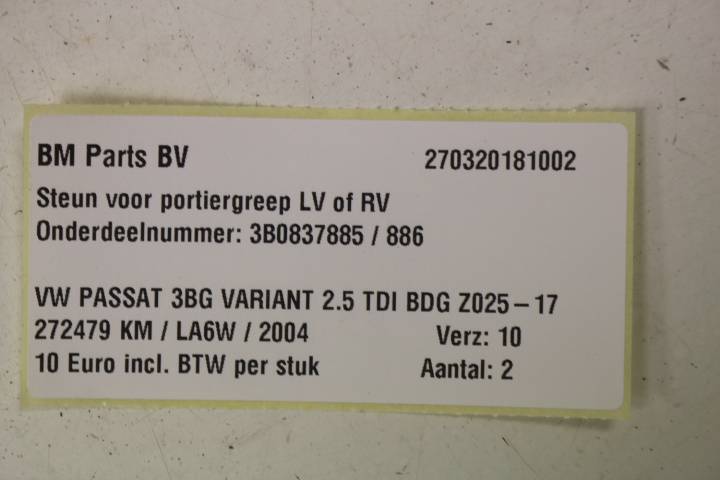 BM Parts BV 270320181002
Steun voor portiergreep LV of RV
Onderdeelnummer: 3B0837885 / 886
VW PASSAT 3BG VARIANT 2.5 TDI BDG Z025-17
272479 KM / LA6W / 2004 Verz: 10
10 Euro incl. BTW per stuk Aantal: 2